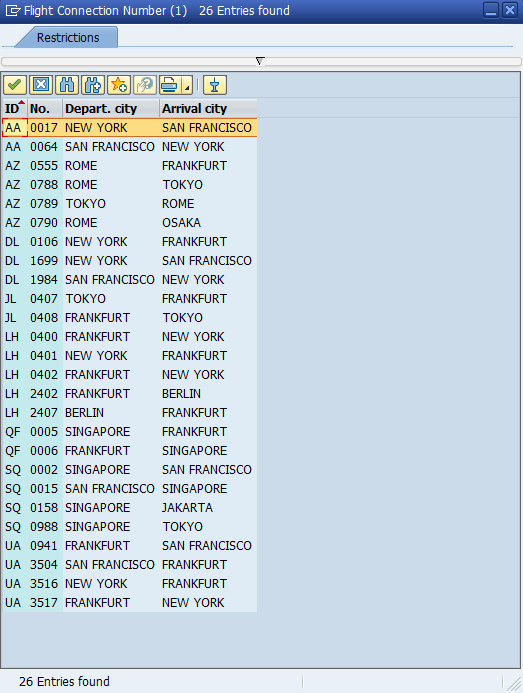 Flight Connection Number (1) 26 Entries found
Restrictions
ID No. Depart. city Arrival city
AA 0017 NEW YORK SAN FRANCISCO
AA 0064 SAN FRANCISCO NEW YORK
AZ 0555 ROME FRANKFURT
AZ 0788 ROME TOKYO
AZ 0789 TOKYO ROME
AZ 0790 ROME OSAKA
DL 0106 NEW YORK FRANKFURT
DL 1699 NEW YORK SAN FRANCISCO
DL 1984 SAN FRANCISCO NEW YORK
JL 0407 TOKYO FRANKFURT
JL 0408 FRANKFURT TOKYO
LH 0400 FRANKFURT NEW YORK
LH 0401 NEW YORK FRANKFURT
LH 0402 FRANKFURT NEW YORK
LH 2402 FRANKFURT BERLIN
LH 2407 BERLIN FRANKFURT
QF 0005 SINGAPORE FRANKFURT
QF 0006 FRANKFURT SINGAPORE
SQ 0002 SINGAPORE SAN FRANCISCO
SQ 0015 SAN FRANCISCO SINGAPORE
SQ 0158 SINGAPORE JAKARTA
SQ 0988 SINGAPORE TOKYO
UA 0941 FRANKFURT SAN FRANCISCO
UA 3504 SAN FRANCISCO FRANKFURT
UA 3516 NEW YORK FRANKFURT
UA 3517 FRANKFURT NEW YORK
26 Entries found